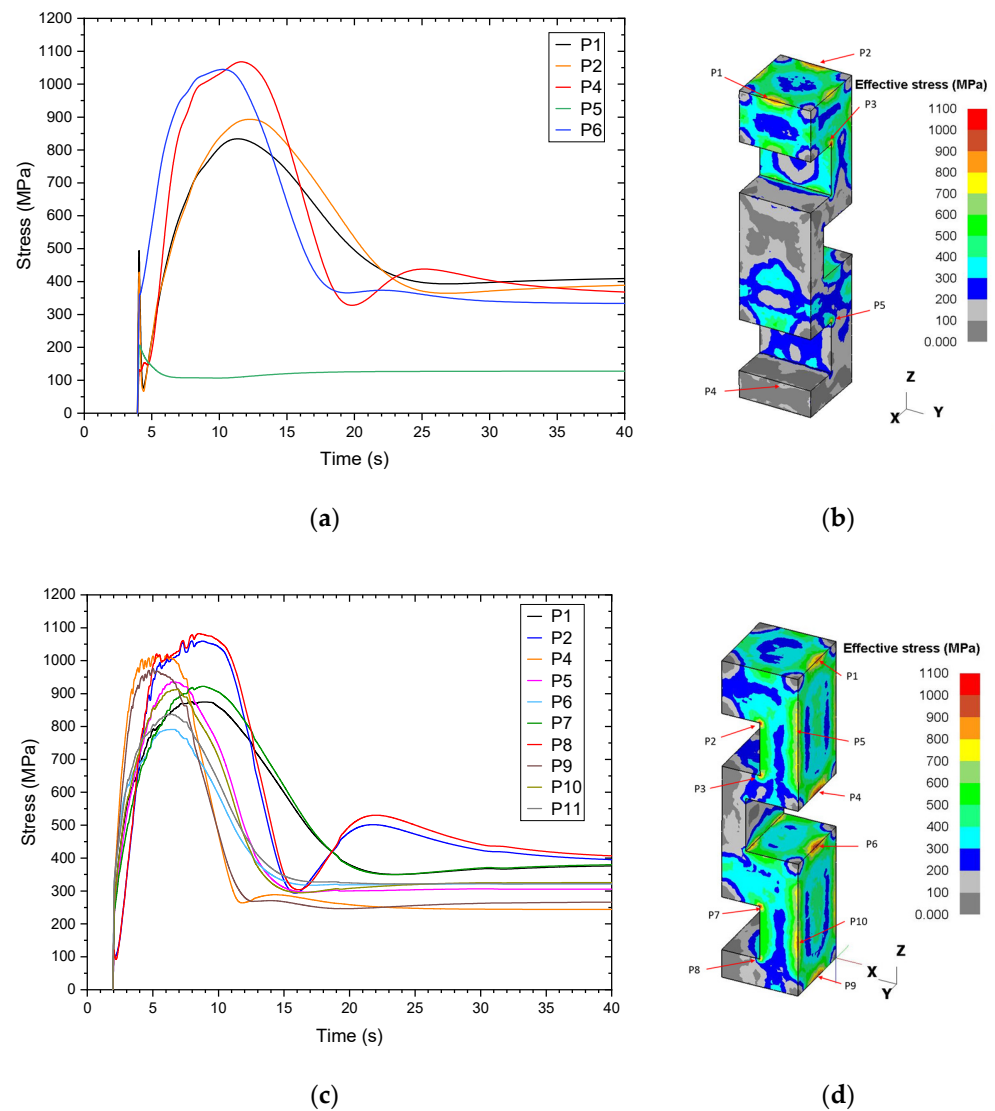 1200
1100
1000
900
800
700
600
500
400
300
200
100
0
Stress (MPa)
0 5 10 15 20 25 30 35 40
Time (s)
P1
P2
P4
P5
P6
(a)
P2
P1
Effective stress (MPa)
P3
1100
1000
900
800
700
600
500
400
300
200
100
0.000
P5
P4
Z
X Y
(b)
1200
1100
1000
900
800
700
600
500
400
300
200
100
0
Stress (MPa)
0 5 10 15 20 25 30 35 40
Time (s)
P1
P2
P4
P5
P6
P7
P8
P9
P10
P11
(c)
Effective stress (MPa)
P1
1100
1000
900
800
700
600
500
400
300
200
100
0.000
P2
P5
P3
P4
P6
P7
P10
P8
P9
X Z
Y
(d)